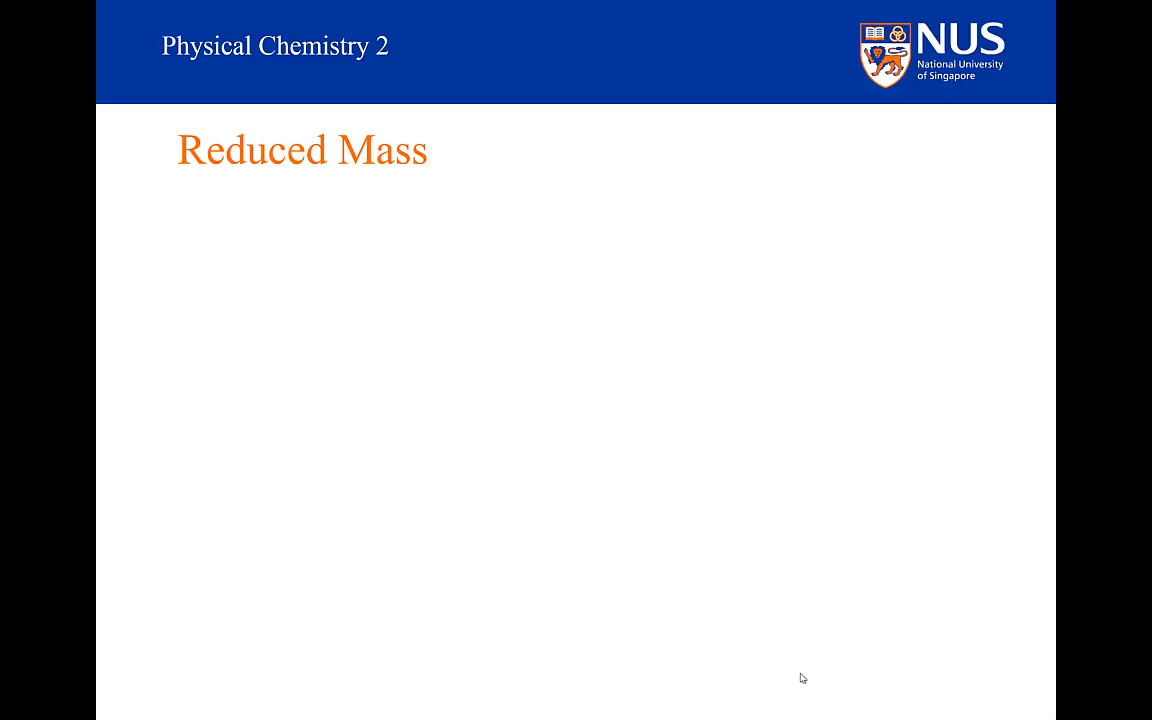 Physical Chemistry 2
NUS
National University
of Singapore
Reduced Mass